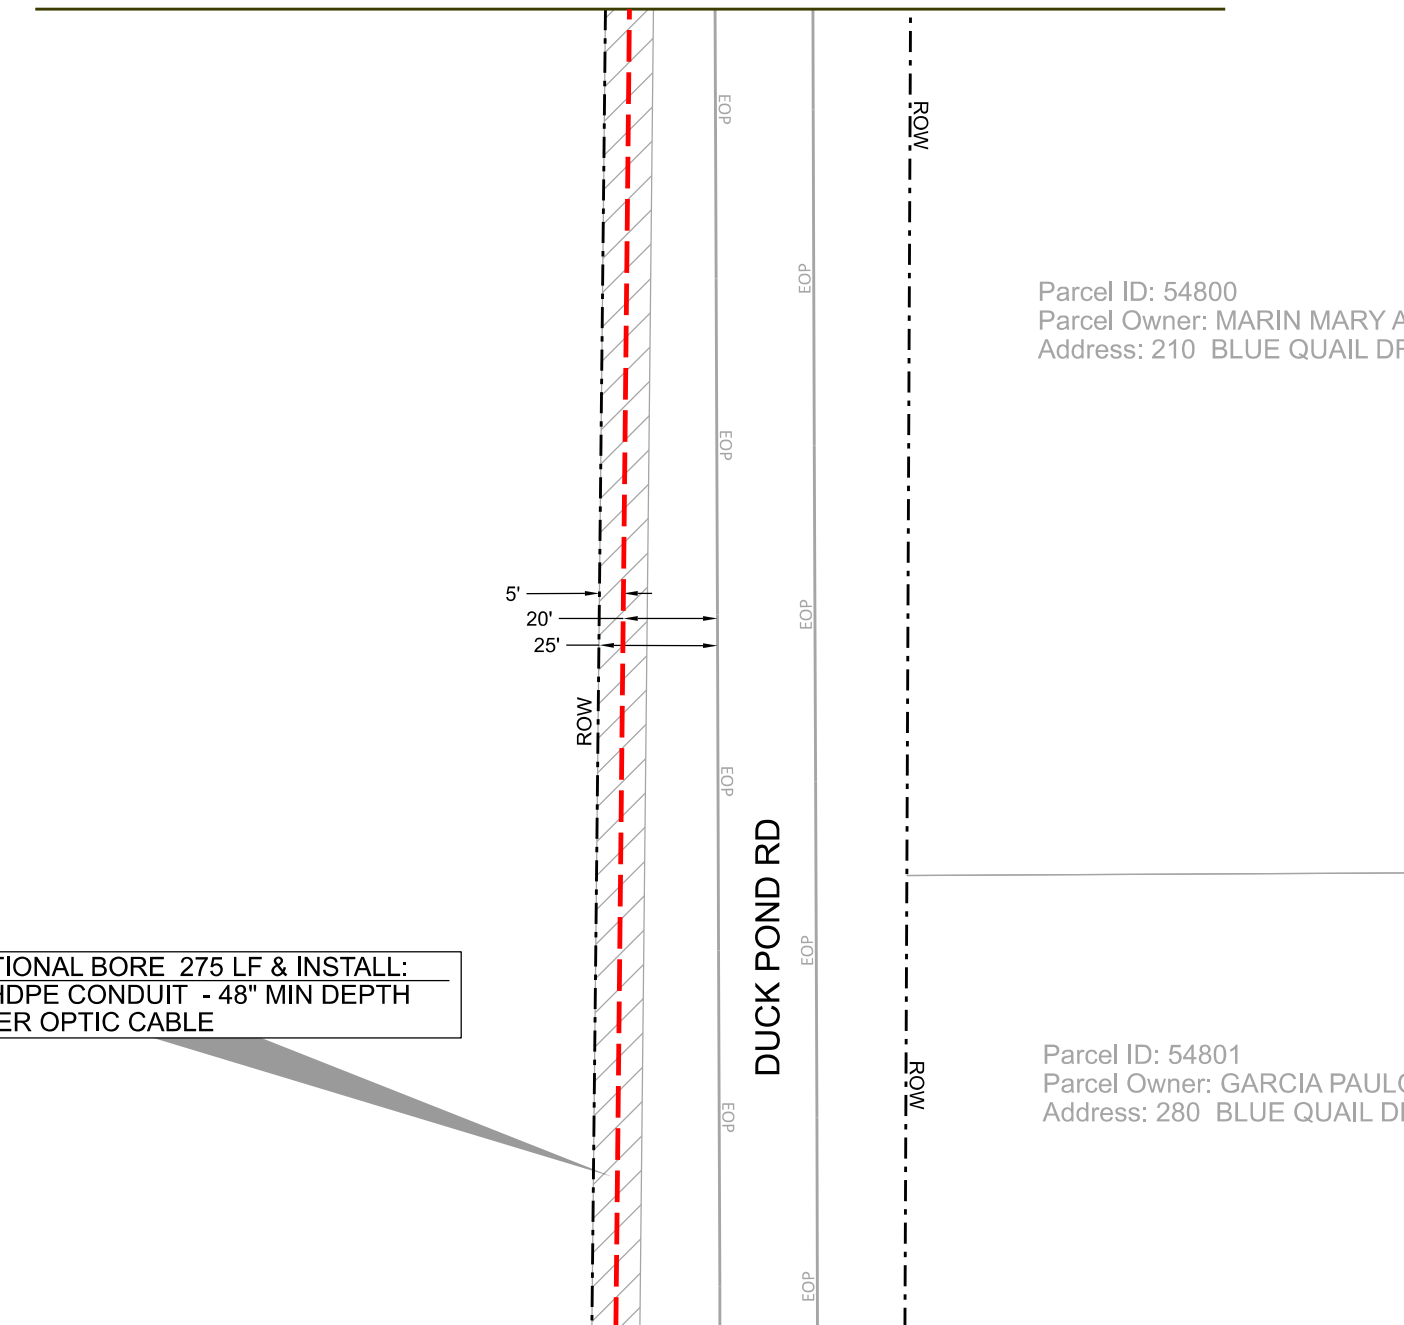 EOP
ROW
EOP
Parcel ID: 54800
Parcel Owner: MARIN MARY A
Address: 210 BLUE QUAIL
EOP
5'
20'
25'
EOP
ROW
EOP
DUCK POND RD
EOP
TIONAL BORE 275 LF & INSTALL:
HDPE CONDUIT - 48" MIN DEPTH
ER OPTIC CABLE
Parcel ID: 54801
Parcel Owner: GARCIA
Address: 280 BLUE QUAIL
ROW
EOP
EOP